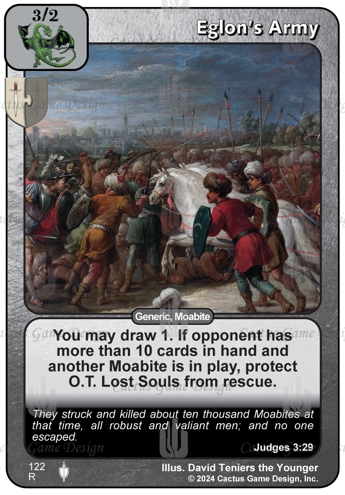 3/2
Eglon's Army
Generic, Moabite
You may draw 1. If opponent has
more than 10 cards in hand and
another Moabite is in play, protect
O.T. Lost Souls from rescue.
They struck and killed about ten thousand Moabites at
that time, all robust and valiant men; and no one
escaped.
Judges 3:29
122
R
Illus. David Teniers the Younger
© 2024 Cactus Game Design, Inc.
Cactus Game Design